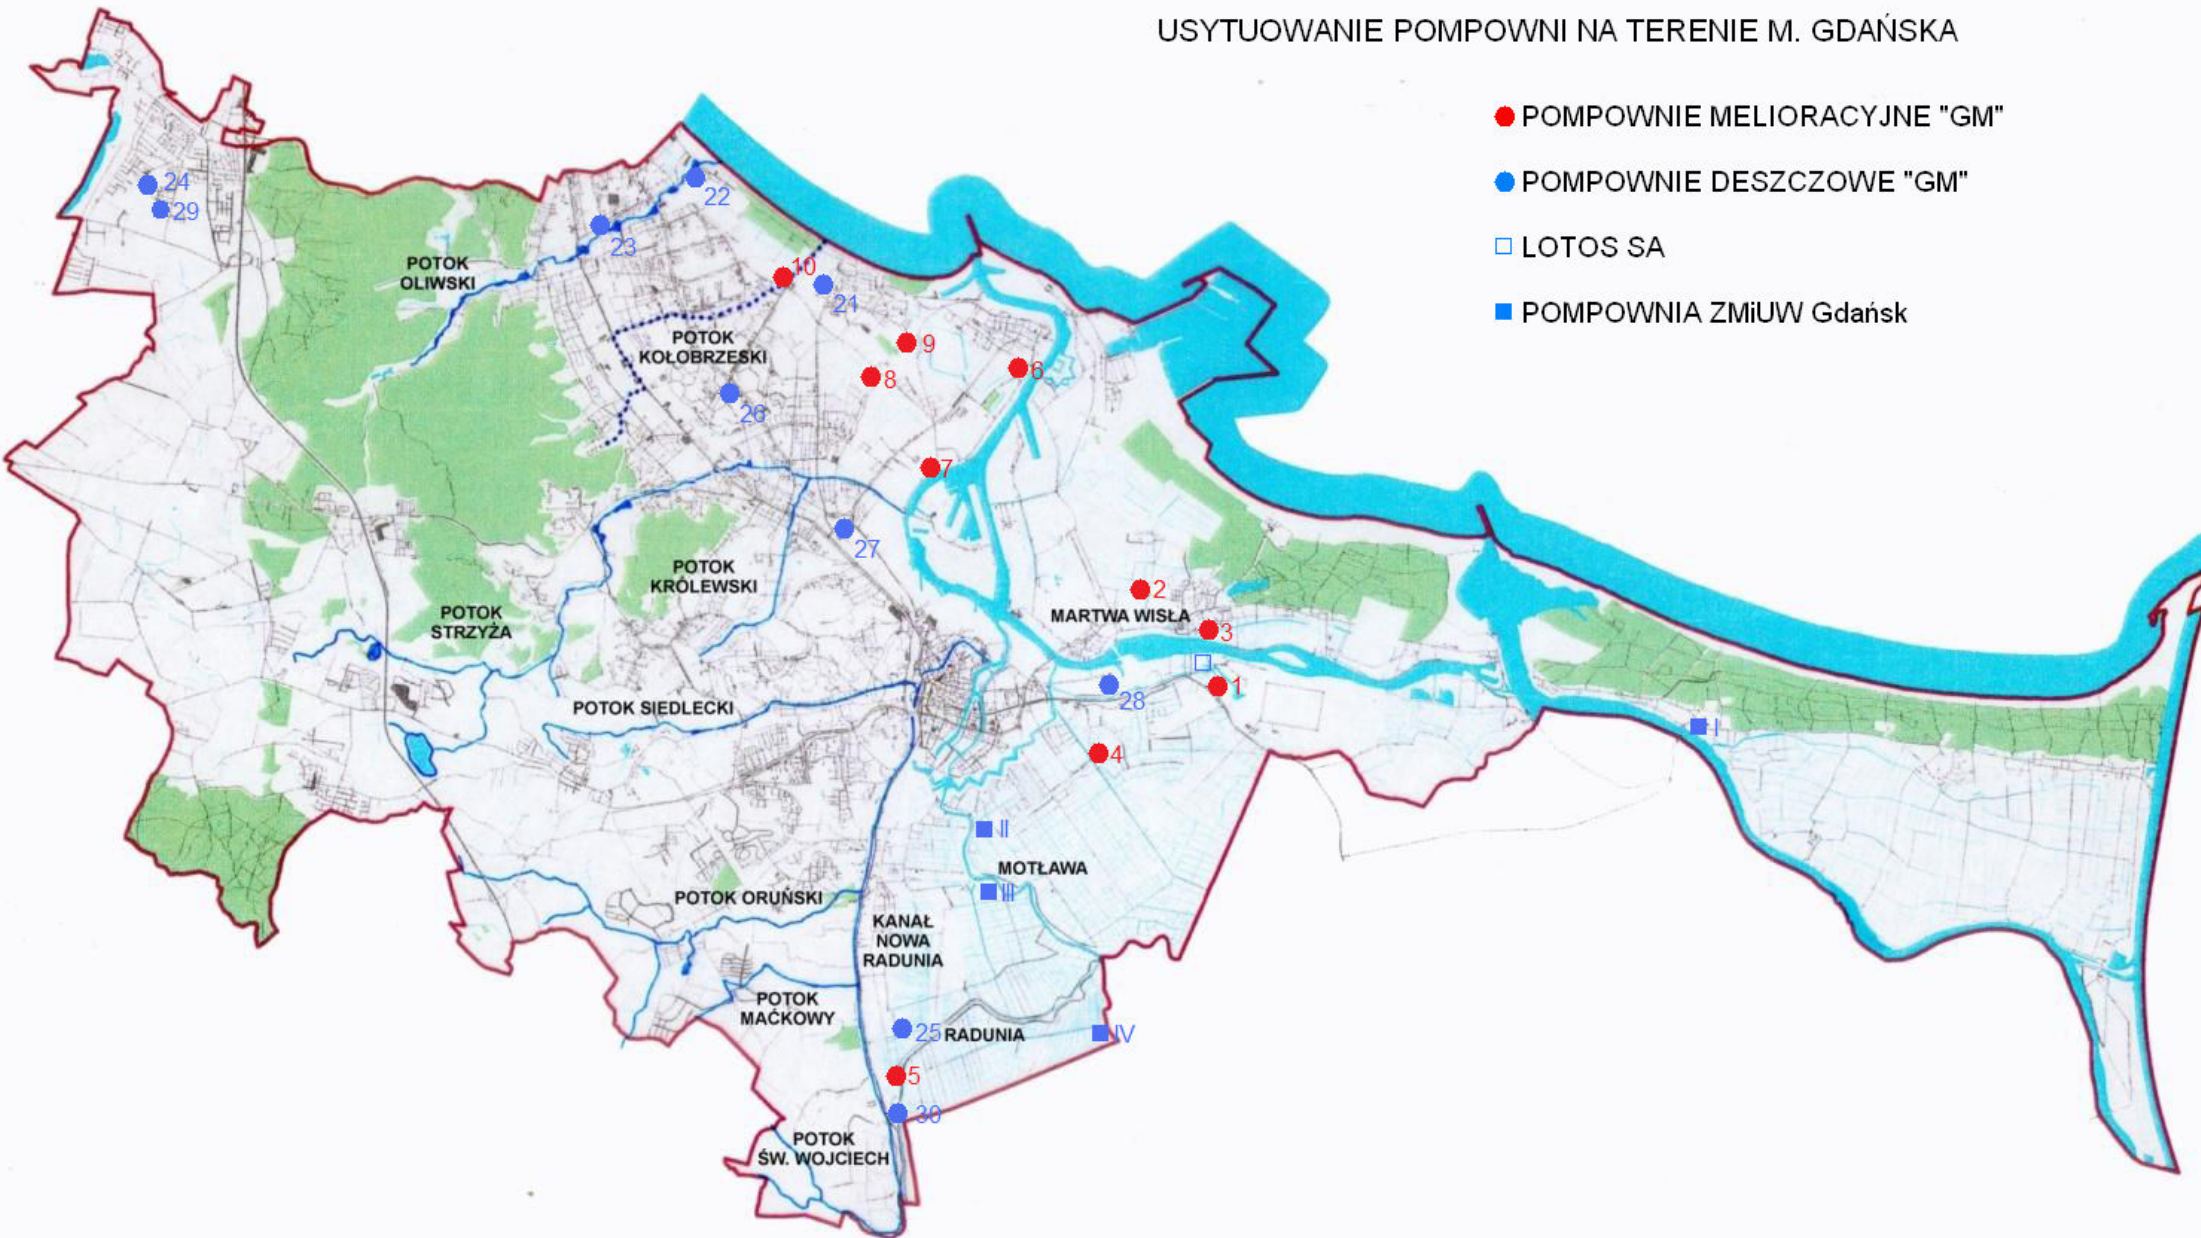 USYTUOWANIE POMPOWNI NA TERENIE M. GDAŃSKA
POMPOWNIE MELIORACYJNE "GM"
POMPOWNIE DESZCZOWE "GM"
LOTOS SA
POMPOWNIA ZMiUW Gdańsk
24
29
22
23
POTOK
OLIWSKI
10
21
POTOK
KOŁOBRZESKI
9
8
6
26
7
27
POTOK
KRÓLEWSKI
2
MARTWA WISŁA
POTOK
STRZYŻA
3
1
28
POTOK SIEDLECKI
I
4
II
MOTŁAWA
III
POTOK ORUŃSKI
KANAŁ
NOWA
RADUNIA
POTOK
MAĆKOWY
25
RADUNIA
IV
5
30
POTOK
ŚW. WOJCIECH